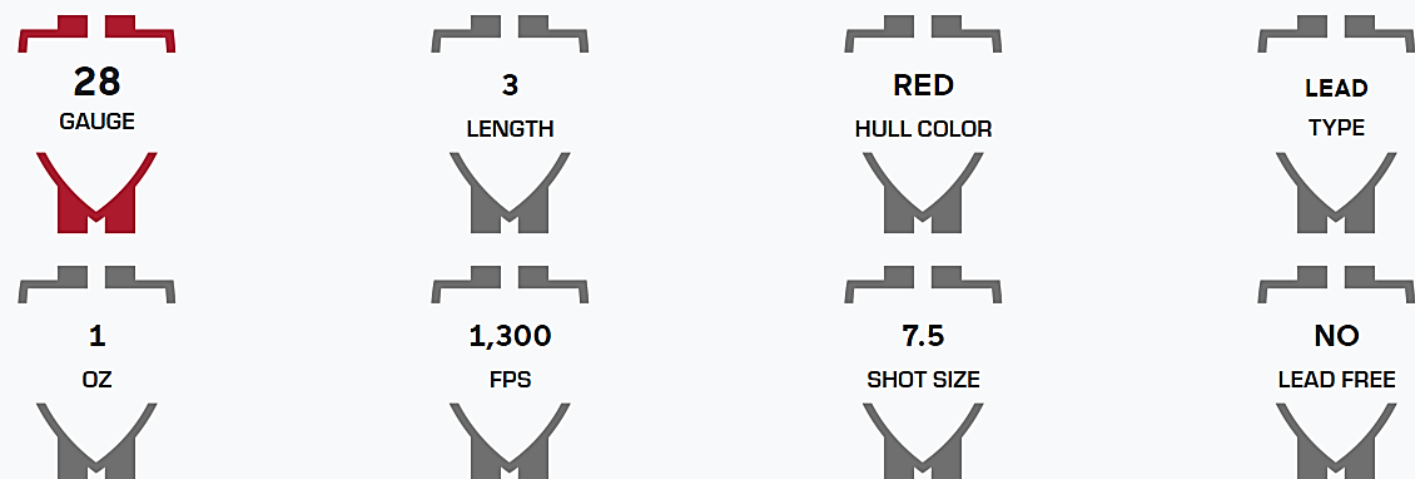 28
GAUGE
3
LENGTH
RED
HULL COLOR
LEAD
TYPE
1
OZ
1,300
FPS
7.5
SHOT SIZE
NO
LEAD FREE